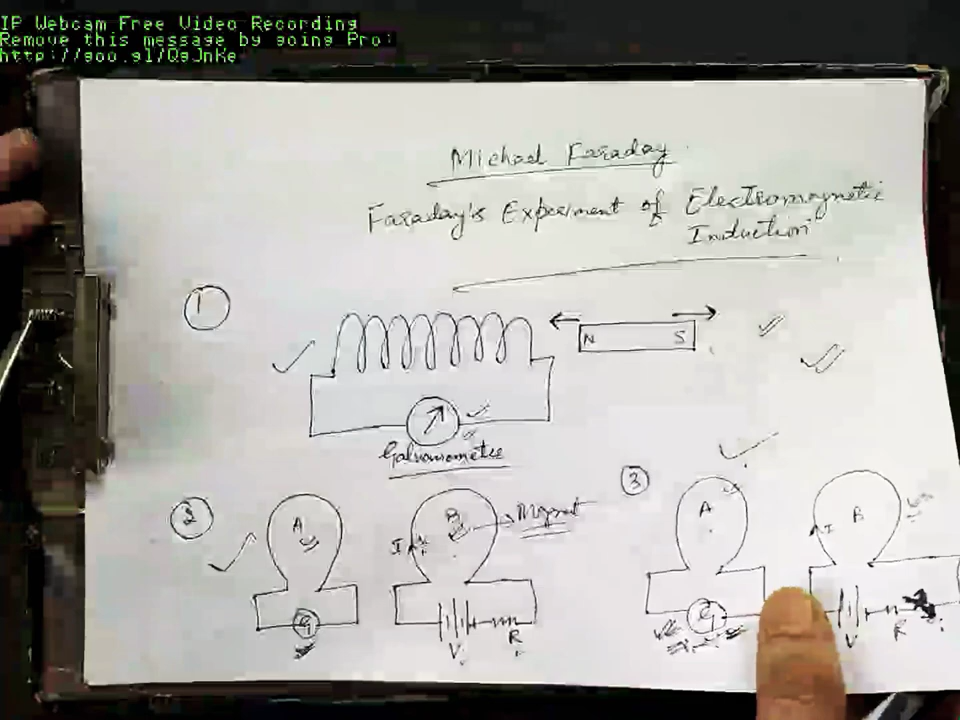 IP Webcam Free Video Recording
Remove this message by going Pro:
http://goo.gl/QgJnKe
Michael Faraday
Faraday's Experiment of Electromagnetic
Induction
1
N S
Galvanometer
2
A
B
Magnet
I
G
V
R
3
A
I
B
G
V
R